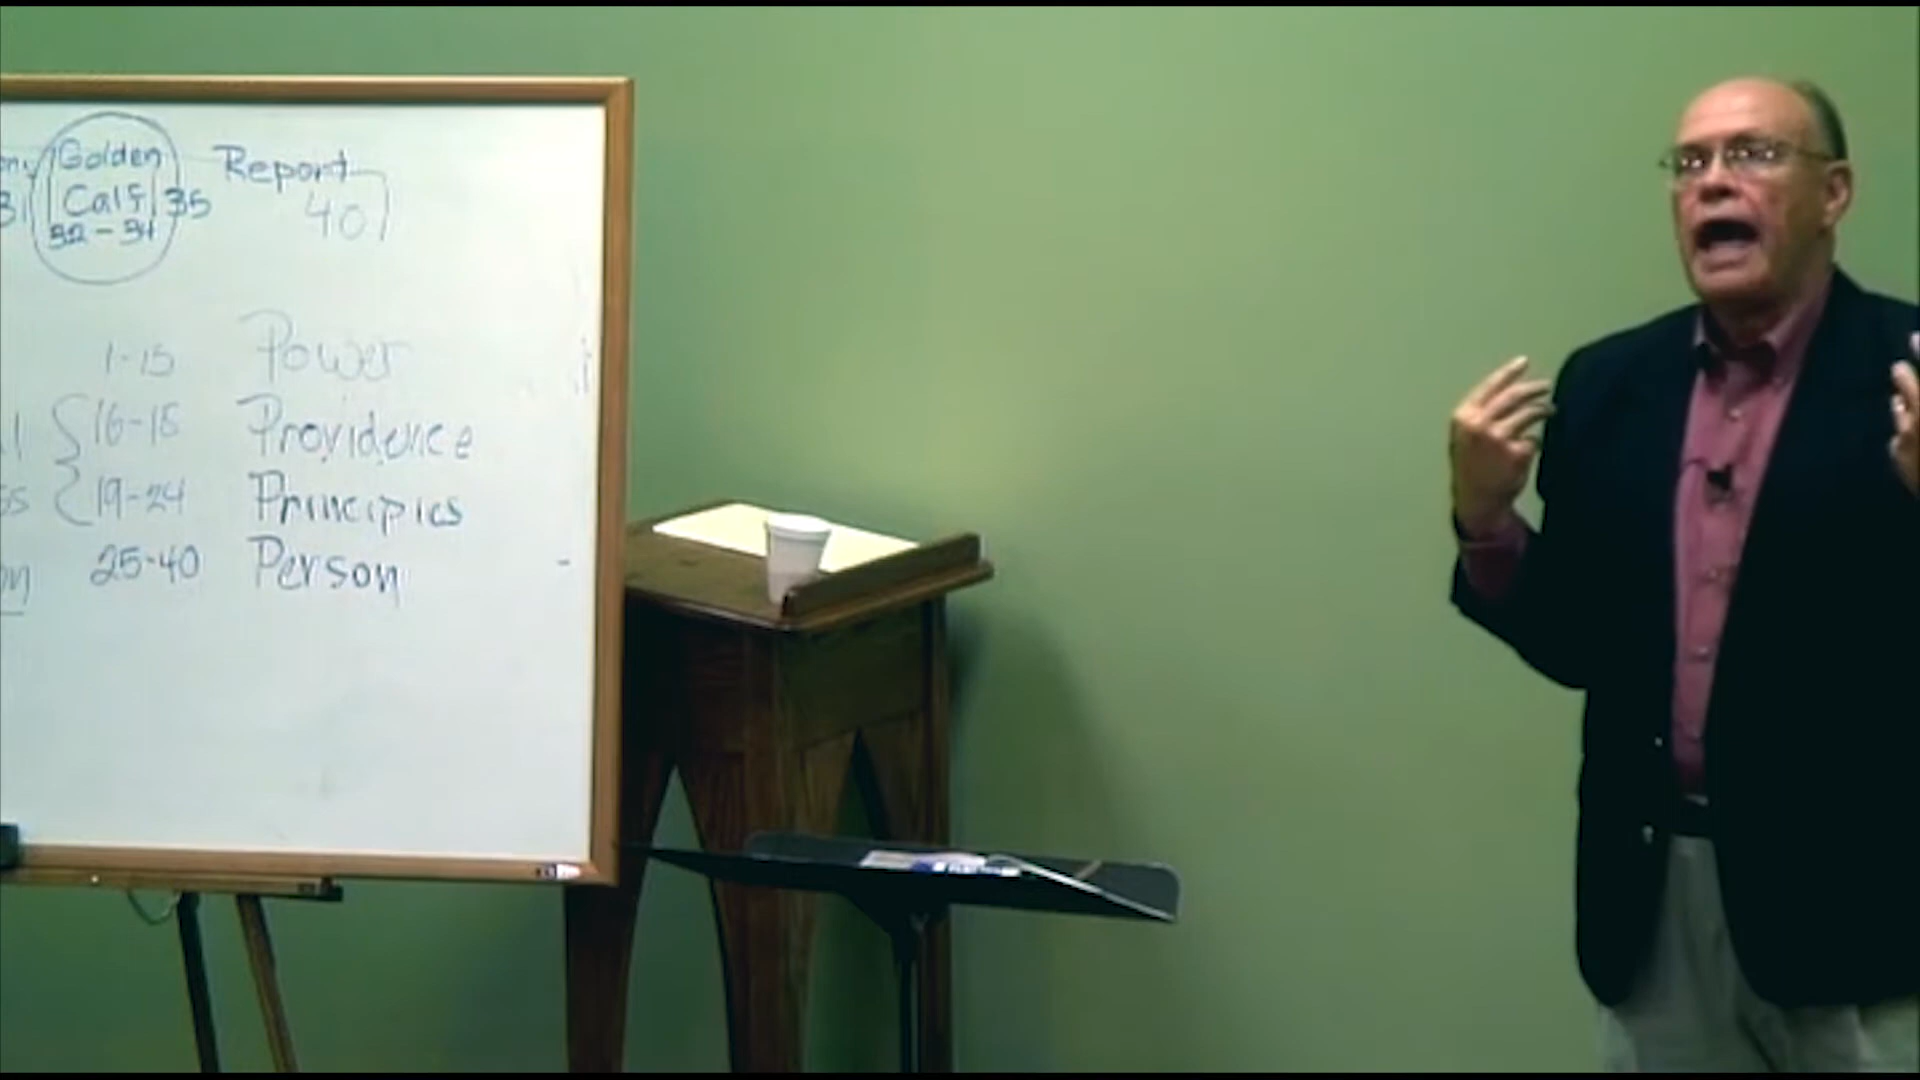 Golden Report
Calf 35 40
32-34
1-15 Power
16-18 Providence
19-24 Principles
25-40 Person